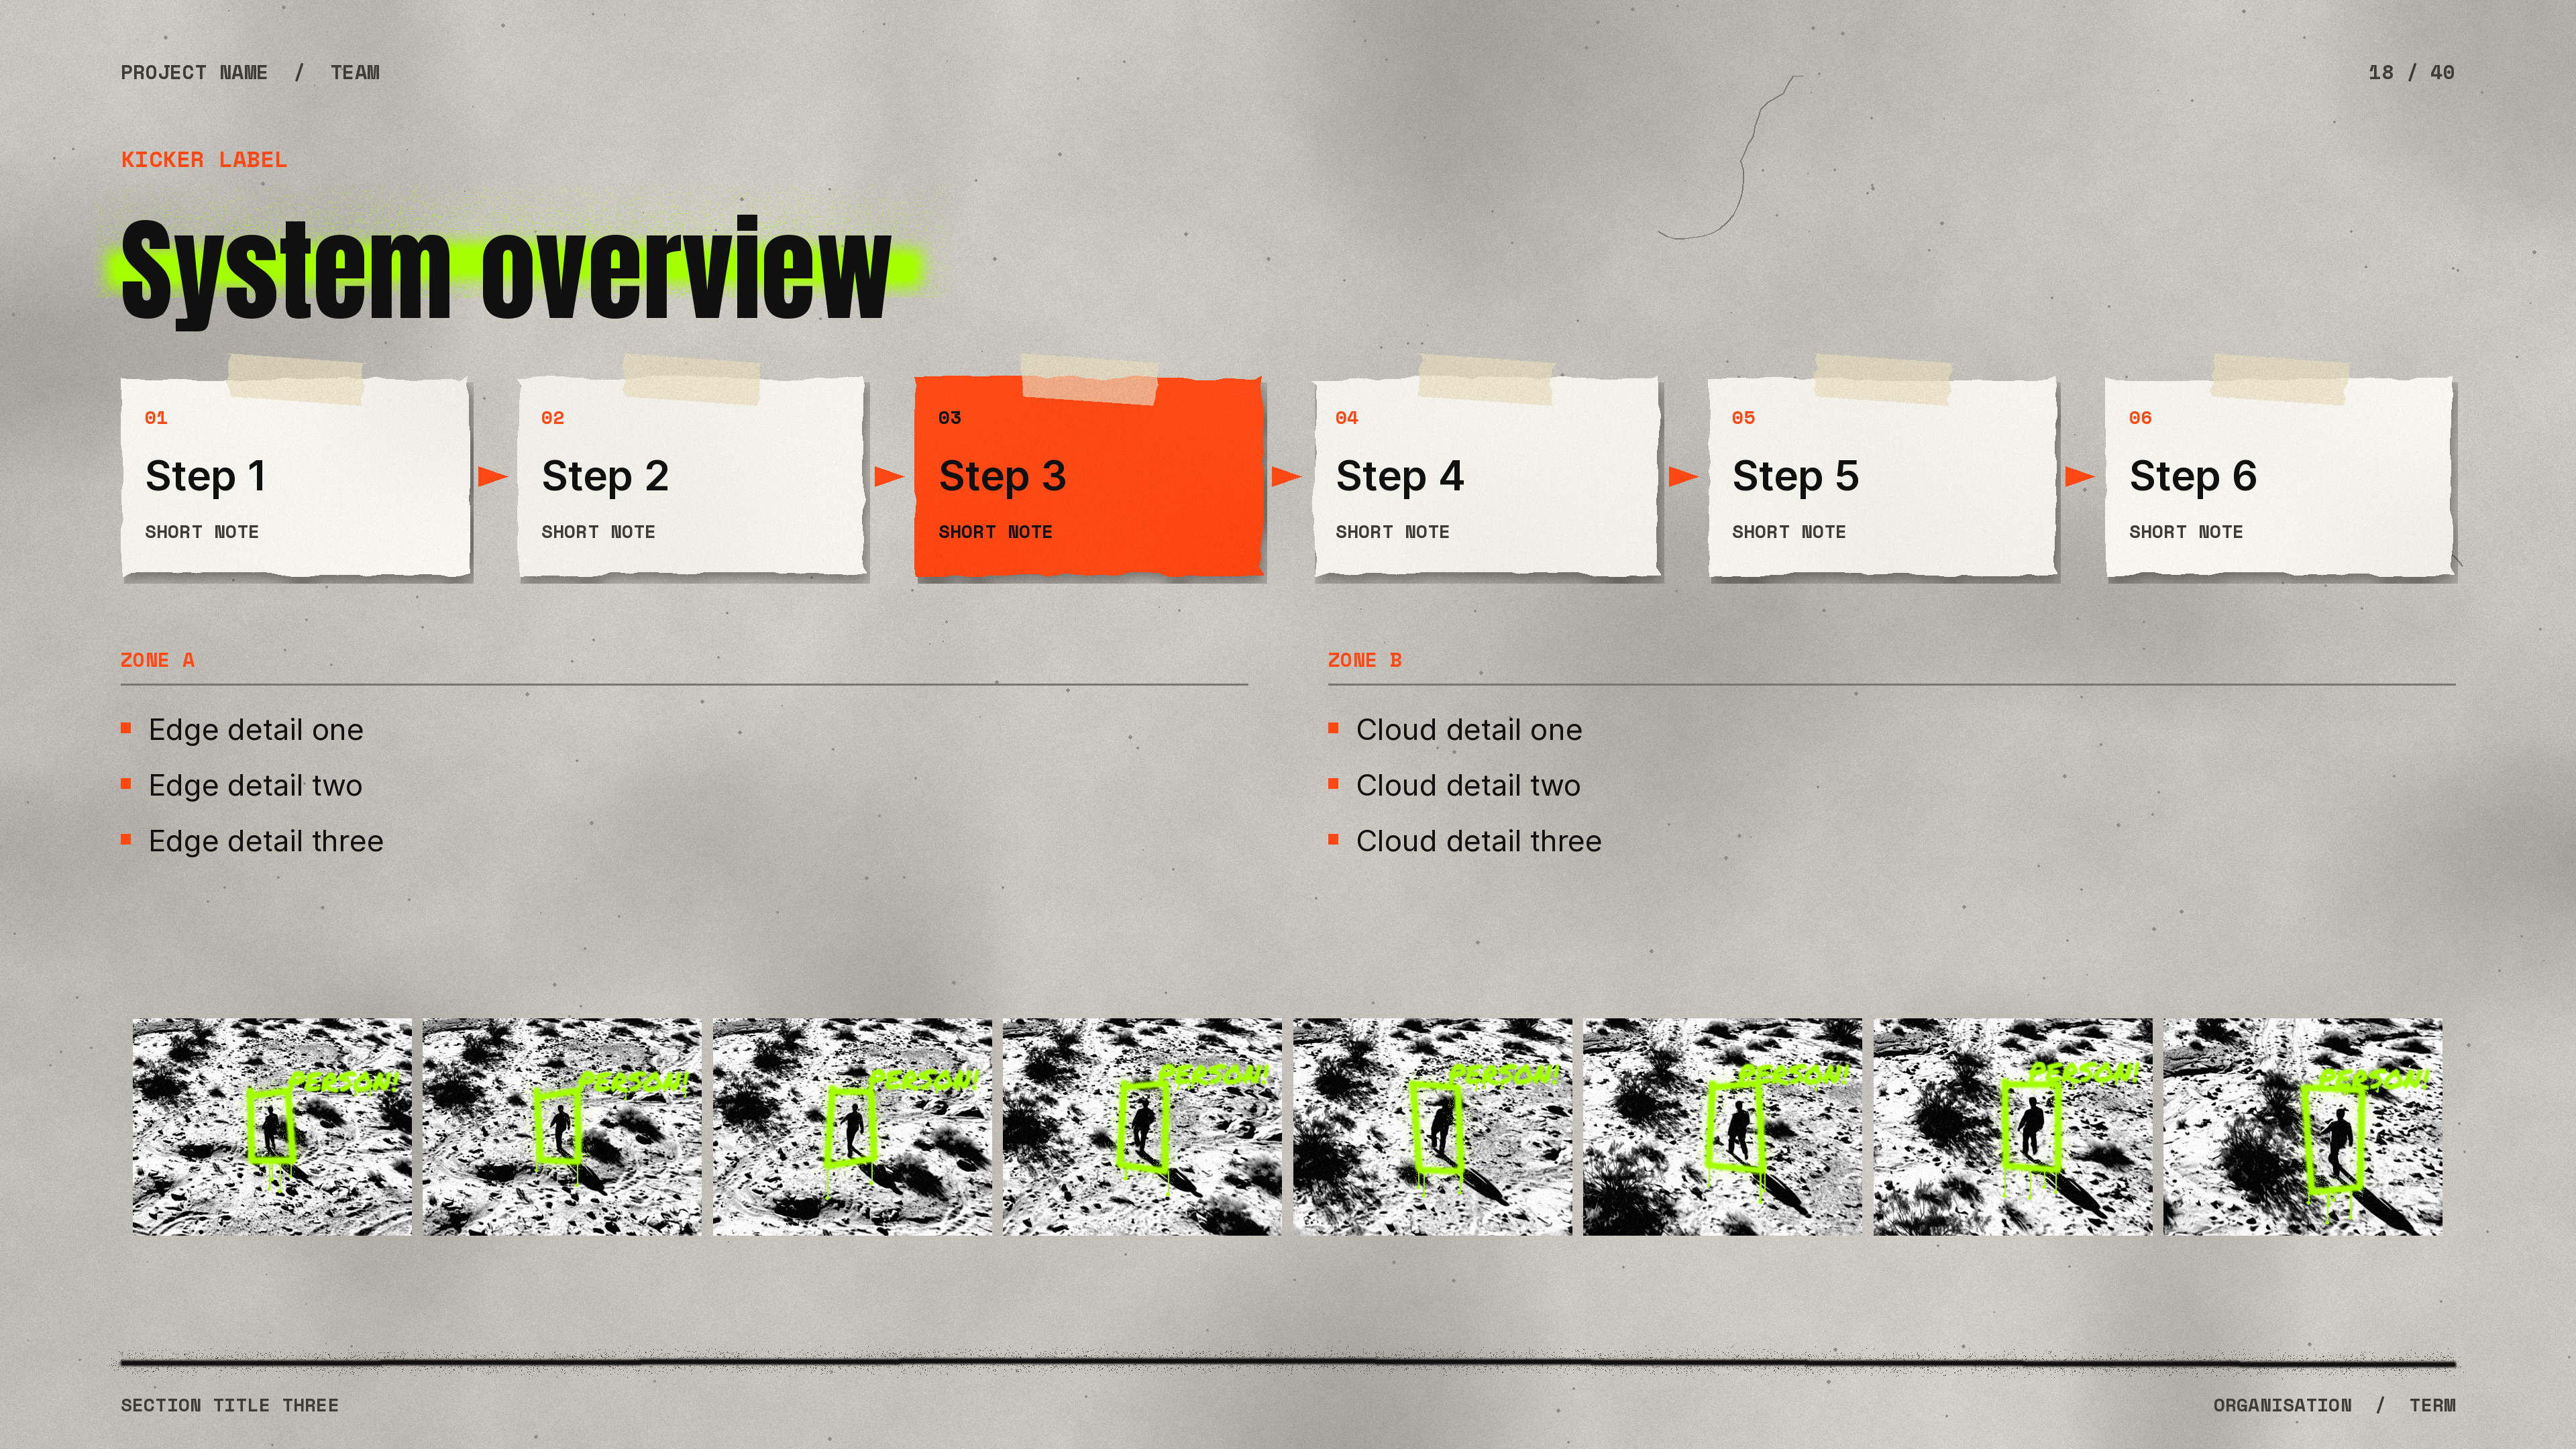 PROJECT NAME / TEAM
18 / 40
KICKER LABEL
System overview
01
Step 1
SHORT NOTE
02
Step 2
SHORT NOTE
03
Step 3
SHORT NOTE
04
Step 4
SHORT NOTE
05
Step 5
SHORT NOTE
06
Step 6
SHORT NOTE
ZONE A
Edge detail one
Edge detail two
Edge detail three
ZONE B
Cloud detail one
Cloud detail two
Cloud detail three
PERSON!
PERSON!
PERSON!
PERSON!
PERSON!
PERSON!
PERSON!
PERSON!
SECTION TITLE THREE
ORGANISATION / TERM